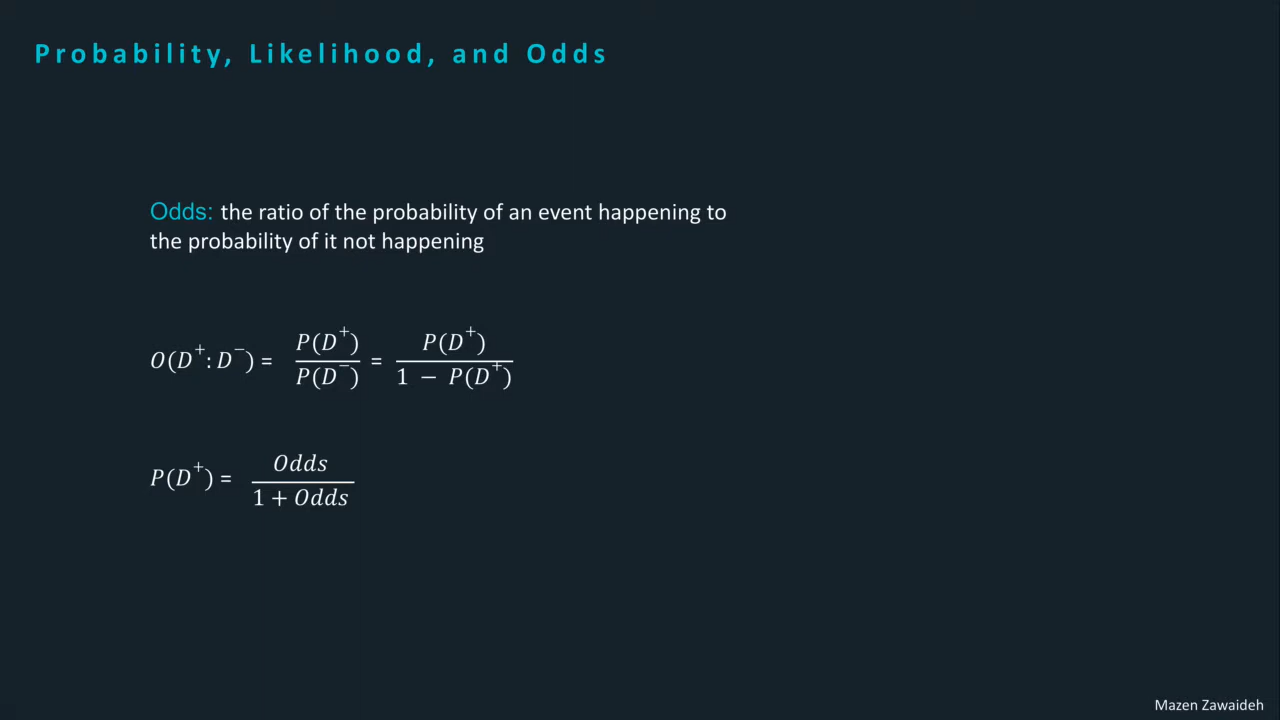 Probability, Likelihood, and Odds
Odds: the ratio of the probability of an event happening to
the probability of it not happening
O(D⁺:D⁻) = P(D⁺) / P(D⁻) = P(D⁺) / 1 − P(D⁺)
P(D⁺) = Odds / 1 + Odds
Mazen Zawaideh